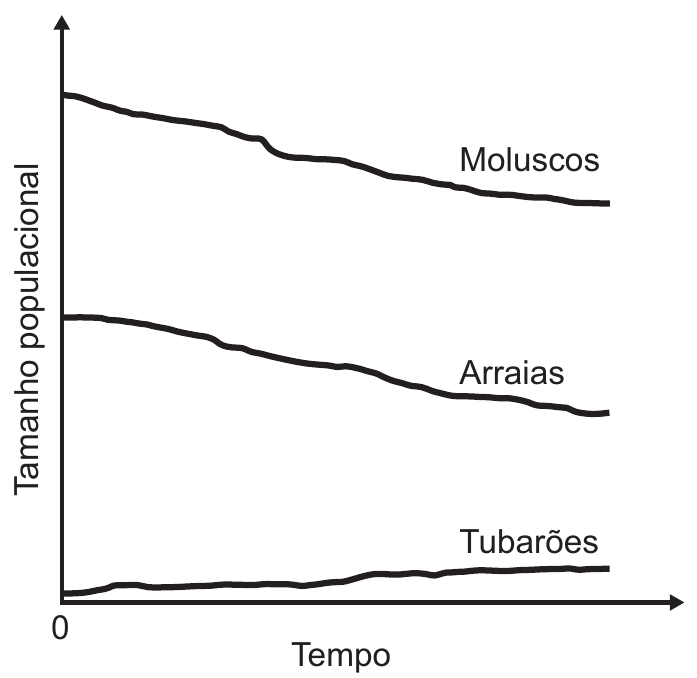 Tamanho populacional
Moluscos
Arraias
Tubarões
0
Tempo